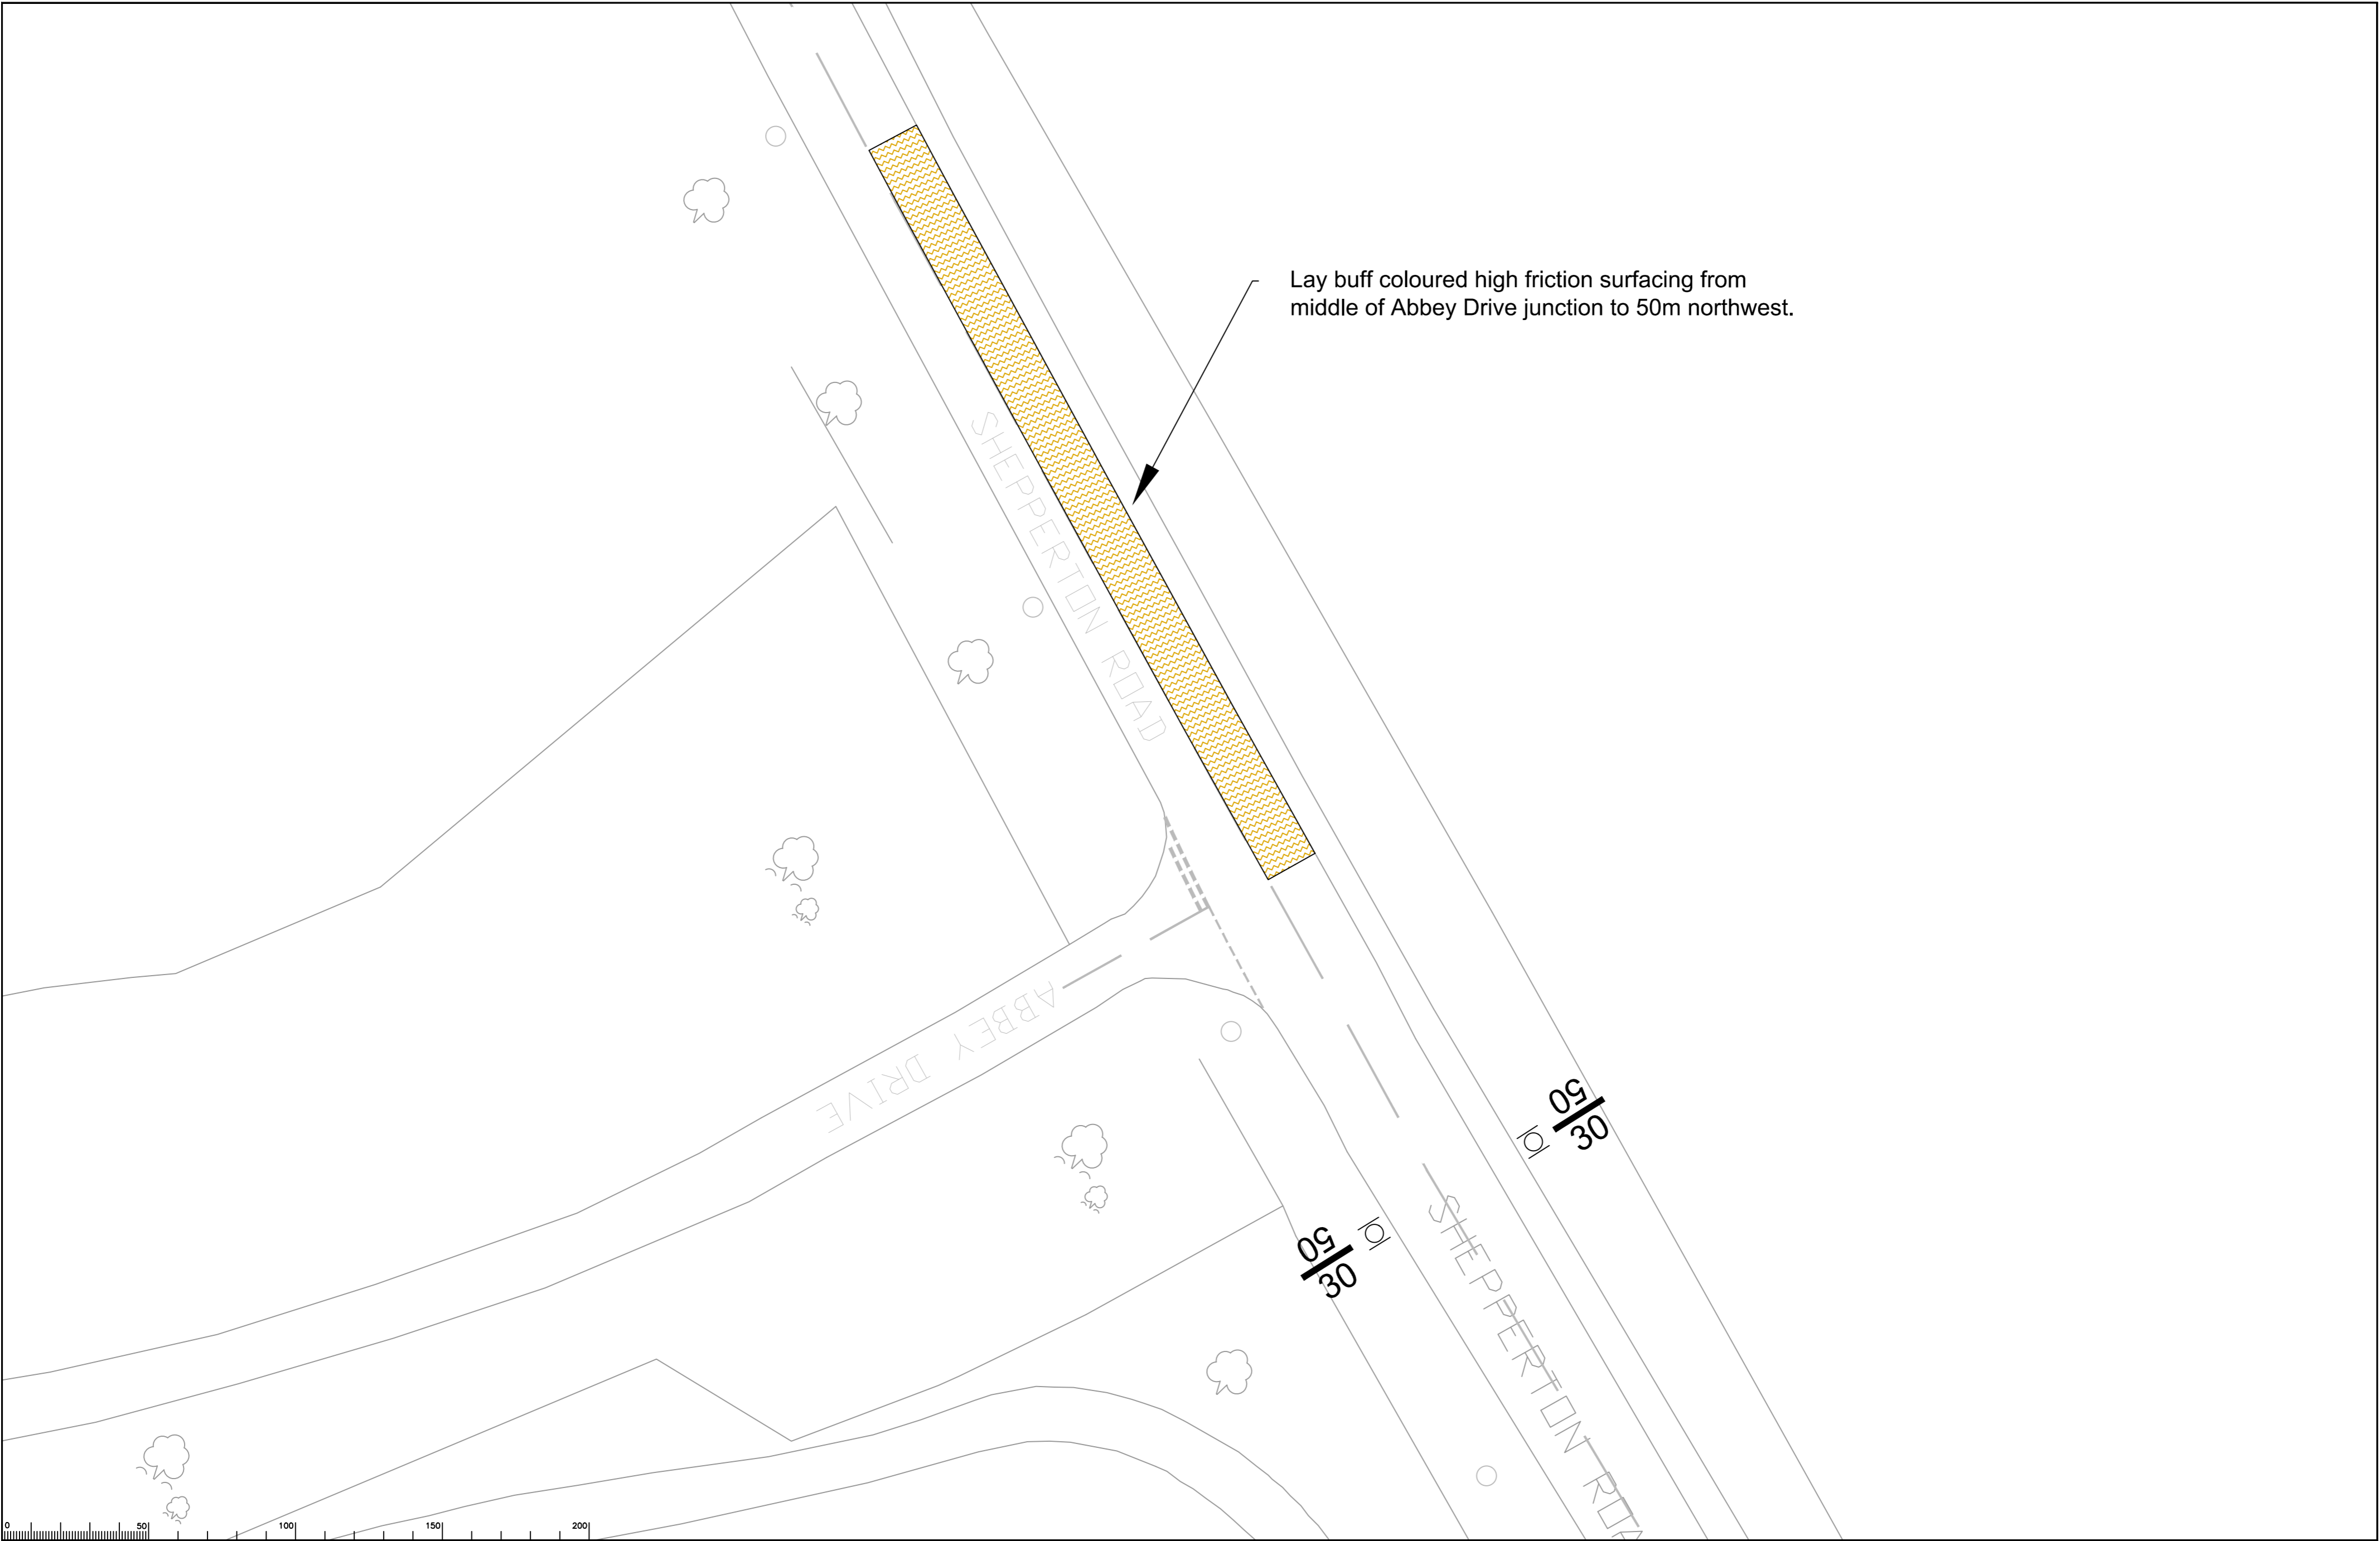 Lay buff coloured high friction surfacing from
middle of Abbey Drive junction to 50m northwest.
SHEPPERTON ROAD
ABBEY DRIVE
50
30
50
30
SHEPPERTON ROA
0 50 100 150 200